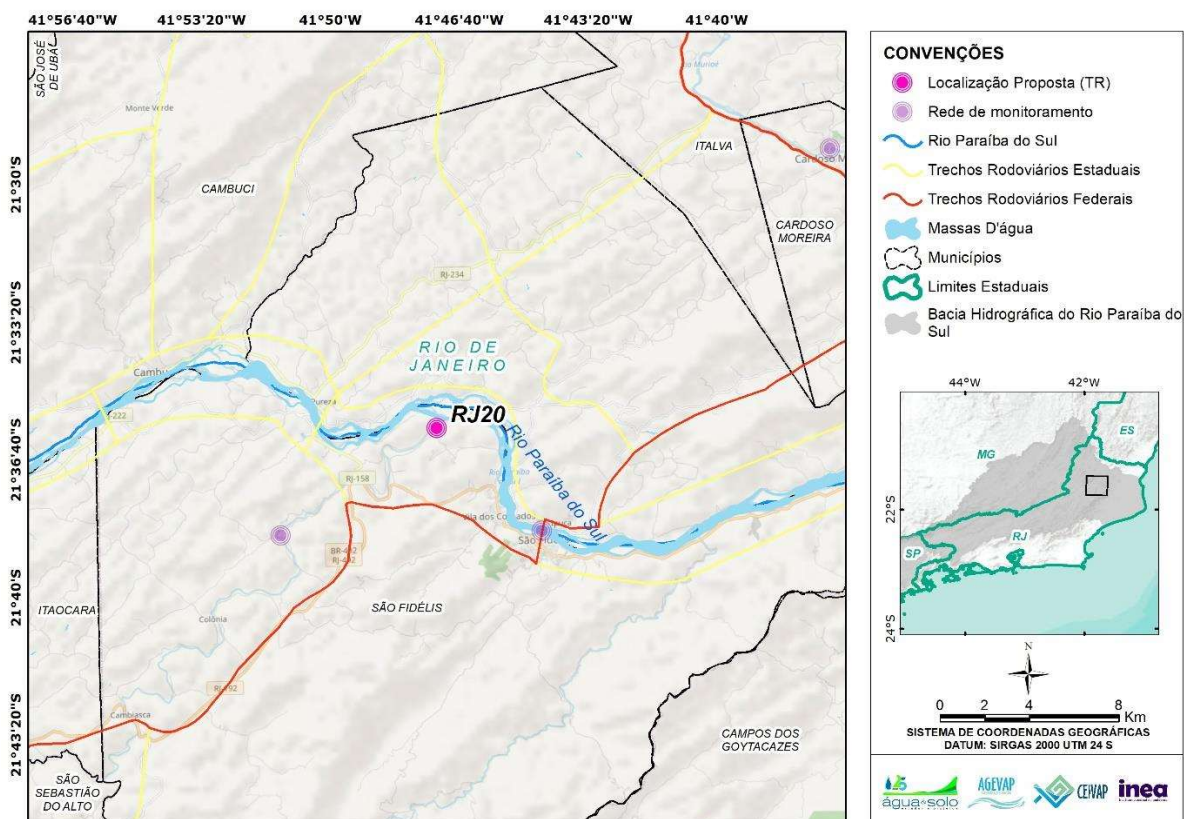 41°56'40"W 41°53'20"W 41°50'W 41°46'40"W 41°43'20"W 41°40'W
21°30'S
21°33'20"S
21°36'40"S
21°40'S
21°43'20"S
SÃO JOSÉ
DE UBÁ
Monte Verde
CAMBUCI
ITALVA
CARDOSO
MOREIRA
RJ-234
RIO DE
JANEIRO
Pureza
RJ20
Rio Paraíba do Sul
RJ-158
ITAOCARA
Colônia
SÃO FIDÉLIS
Cambiasca
CAMPOS DOS
GOYTACAZES
SÃO
SEBASTIÃO
DO ALTO
CONVENÇÕES
Localização Proposta (TR)
Rede de monitoramento
Rio Paraíba do Sul
Trechos Rodoviários Estaduais
Trechos Rodoviários Federais
Massas D'água
Municípios
Limites Estaduais
Bacia Hidrográfica do Rio Paraíba do
Sul
44°W 42°W
22°S
24°S
MG
ES
SP
RJ
N
0 2 4 8 Km
SISTEMA DE COORDENADAS GEOGRÁFICAS
DATUM: SIRGAS 2000 UTM 24 S
água e solo
AGEVAP
CEIVAP
inea